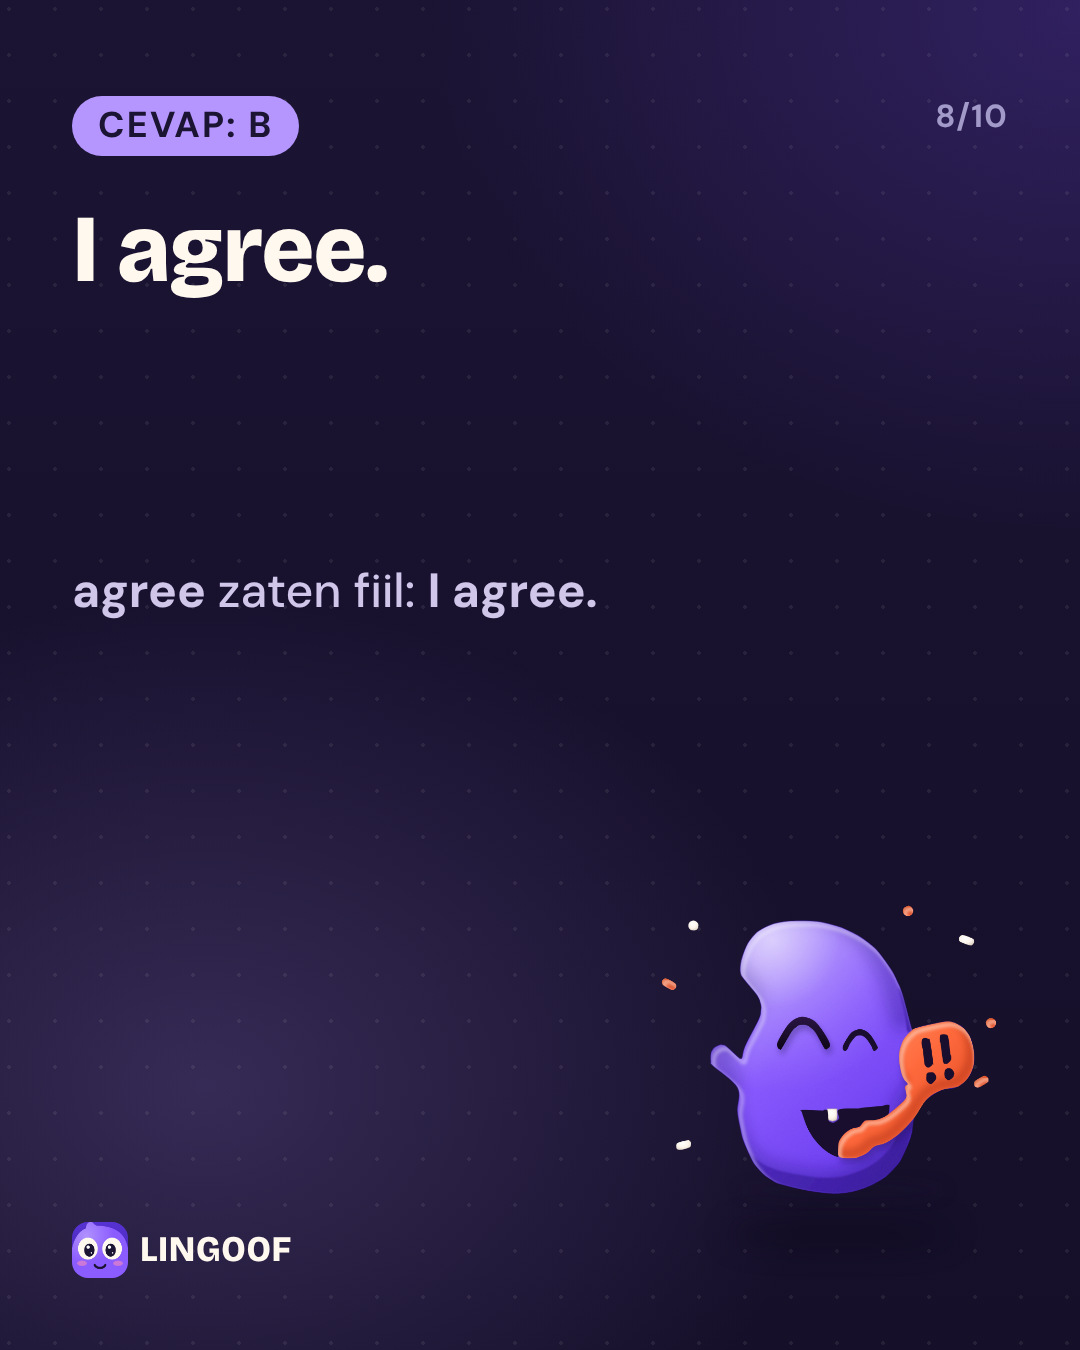 CEVAP: B
8/10
I agree.
agree zaten fiil: I agree.
!!
LINGOOF